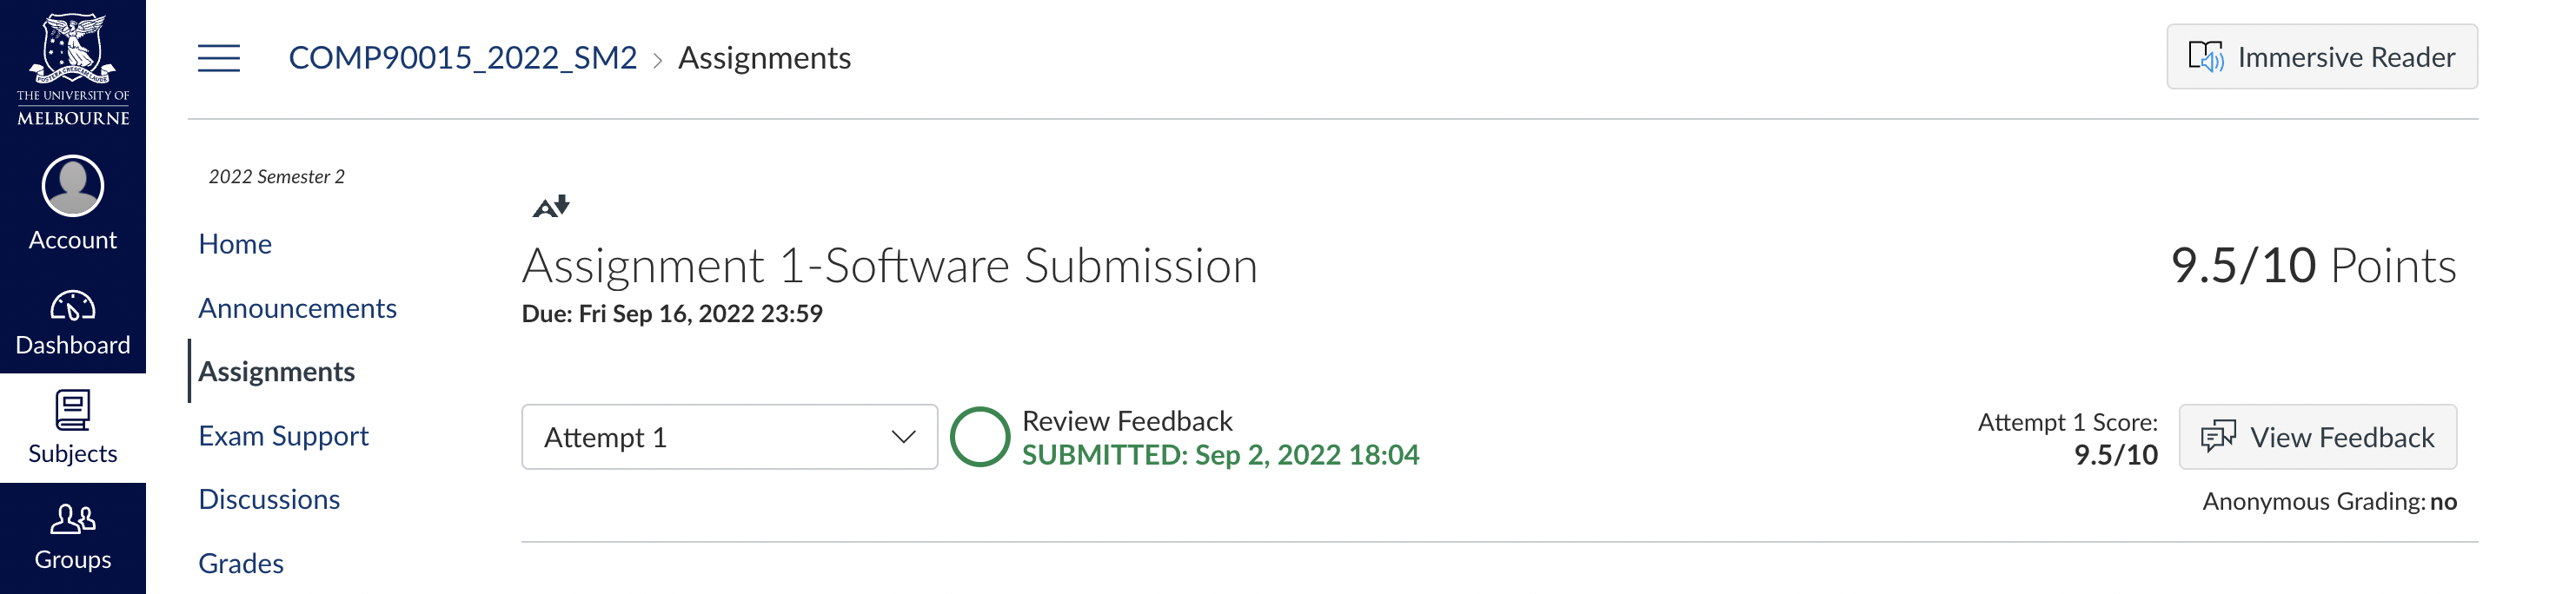 THE UNIVERSITY OF
MELBOURNE
Account
Dashboard
Subjects
Groups
COMP90015_2022_SM2 > Assignments
Immersive Reader
2022 Semester 2
Home
Announcements
Assignments
Exam Support
Discussions
Grades
Assignment 1-Software Submission
9.5/10 Points
Due: Fri Sep 16, 2022 23:59
Attempt 1
Review Feedback
SUBMITTED: Sep 2, 2022 18:04
Attempt 1 Score:
9.5/10
View Feedback
Anonymous Grading: no